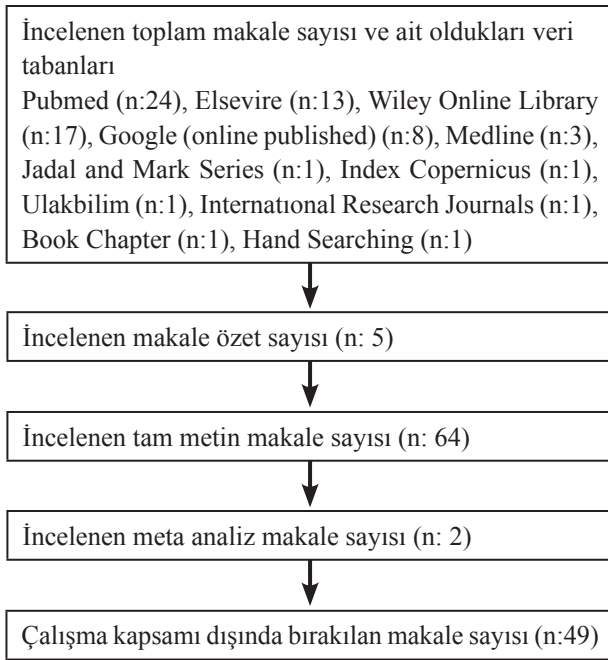 İncelenen toplam makale sayısı ve ait oldukları veri
tabanları
Pubmed (n:24), Elsevire (n:13), Wiley Online Library
(n:17), Google (online published) (n:8), Medline (n:3),
Jadal and Mark Series (n:1), Index Copernicus (n:1),
Ulakbilim (n:1), Internatıonal Research Journals (n:1),
Book Chapter (n:1), Hand Searching (n:1)
İncelenen makale özet sayısı (n: 5)
İncelenen tam metin makale sayısı (n: 64)
İncelenen meta analiz makale sayısı (n: 2)
Çalışma kapsamı dışında bırakılan makale sayısı (n:49)